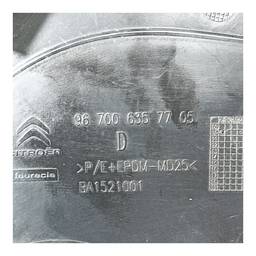 96 700 635 77 05
D
CITROËN
>P/E+EPDM-MD25<
faurecia
BA1521001